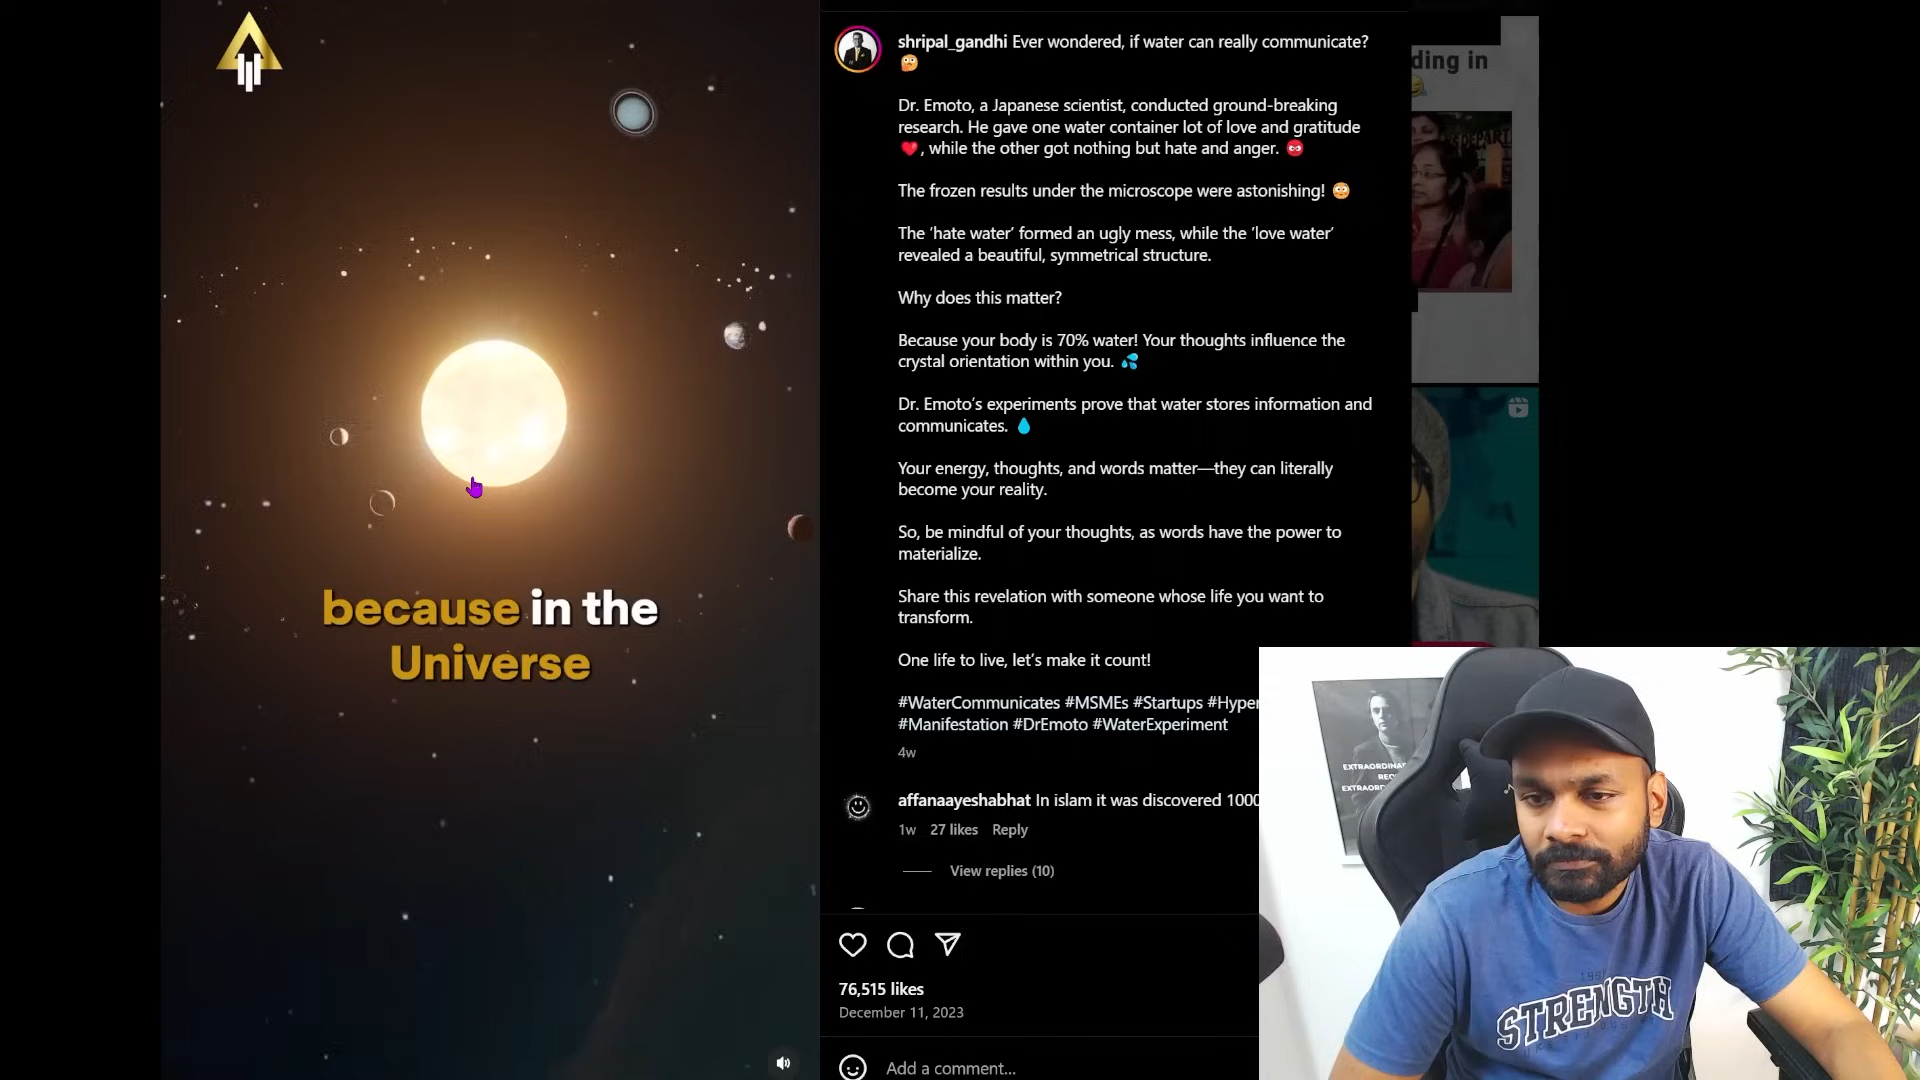 shripal_gandhi Ever wondered, if water can really communicate?
🤔
Dr. Emoto, a Japanese scientist, conducted ground-breaking
research. He gave one water container lot of love and gratitude
❤️, while the other got nothing but hate and anger. 😡
The frozen results under the microscope were astonishing! 😳
The ‘hate water’ formed an ugly mess, while the ‘love water’
revealed a beautiful, symmetrical structure.
Why does this matter?
Because your body is 70% water! Your thoughts influence the
crystal orientation within you. 💦
Dr. Emoto’s experiments prove that water stores information and
communicates. 💧
Your energy, thoughts, and words matter—they can literally
become your reality.
So, be mindful of your thoughts, as words have the power to
materialize.
Share this revelation with someone whose life you want to
transform.
One life to live, let’s make it count!
#WaterCommunicates #MSMEs #Startups #Hyper
#Manifestation #DrEmoto #WaterExperiment
4w
affanaayeshabhat In islam it was discovered 1000
1w 27 likes Reply
View replies (10)
76,515 likes
December 11, 2023
Add a comment...
because in the
Universe
ding in
EXTRAORDINAR
STRENGTH